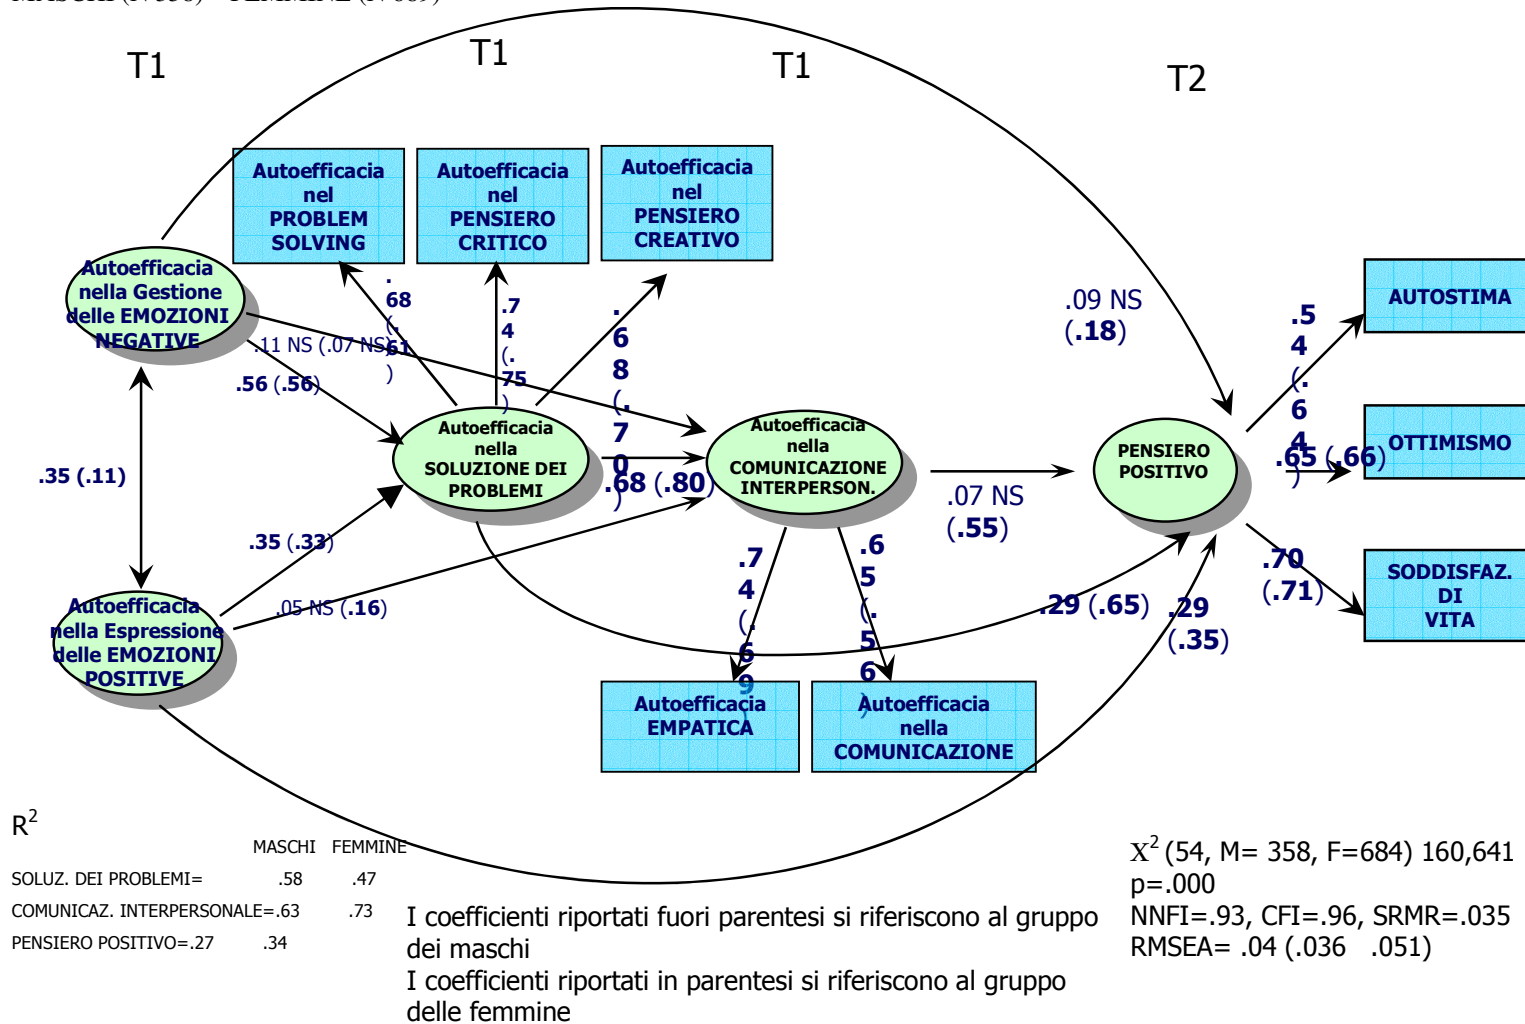 T1
T1
T1
T2
Autoefficacia
nel
PROBLEM
SOLVING
Autoefficacia
nel
PENSIERO
CRITICO
Autoefficacia
nel
PENSIERO
CREATIVO
Autoefficacia
nella Gestione
delle EMOZIONI
NEGATIVE
.68 (.61)
.74 (.75)
.68 (.70)
.09 NS
(.18)
.54 (.64)
AUTOSTIMA
.11 NS (.07 NS)
.56 (.56)
Autoefficacia
nella
SOLUZIONE DEI
PROBLEMI
Autoefficacia
nella
COMUNICAZIONE
INTERPERSON.
PENSIERO
POSITIVO
OTTIMISMO
.65 (.66)
.35 (.11)
.68 (.80)
.07 NS
(.55)
.35 (.33)
.74 (.69)
.65 (.56)
.70
(.71)
SODDISFAZ.
DI
VITA
.05 NS (.16)
.29 (.65)
.29
(.35)
Autoefficacia
nella Espressione
delle EMOZIONI
POSITIVE
Autoefficacia
EMPATICA
Autoefficacia
nella
COMUNICAZIONE
R2
MASCHI FEMMINE
SOLUZ. DEI PROBLEMI= .58 .47
COMUNICAZ. INTERPERSONALE=.63 .73
PENSIERO POSITIVO=.27 .34
I coefficienti riportati fuori parentesi si riferiscono al gruppo
dei maschi
I coefficienti riportati in parentesi si riferiscono al gruppo
delle femmine
X2 (54, M= 358, F=684) 160,641
p=.000
NNFI=.93, CFI=.96, SRMR=.035
RMSEA= .04 (.036 .051)